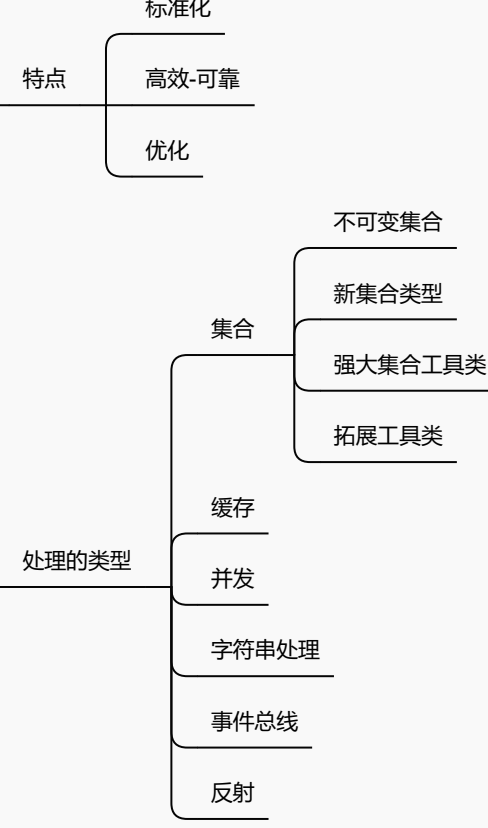 标准化
特点
高效-可靠
优化
不可变集合
新集合类型
集合
强大集合工具类
拓展工具类
缓存
处理的类型
并发
字符串处理
事件总线
反射